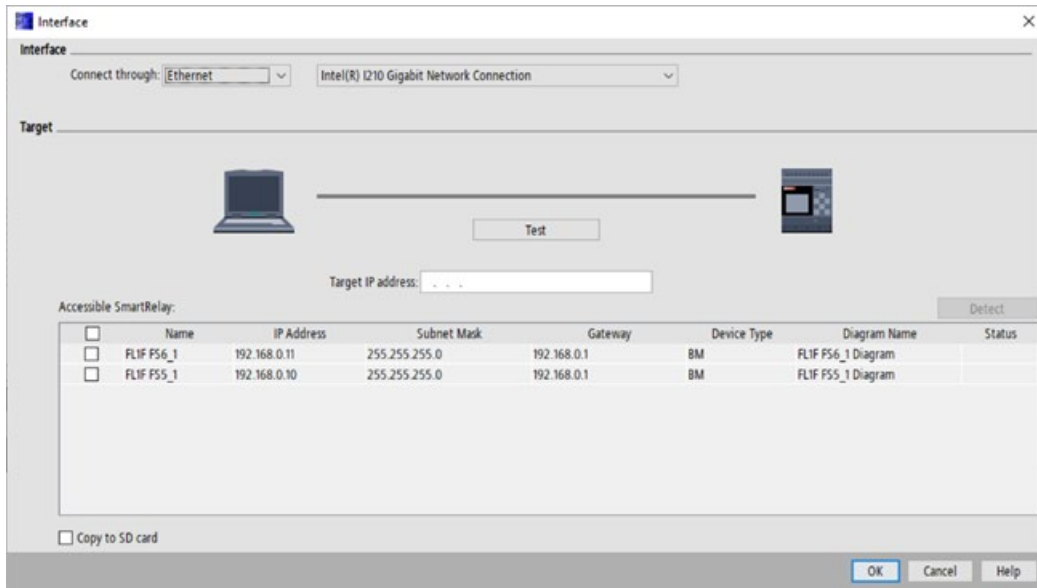 Interface
Interface
Connect through: Ethernet Intel(R) I210 Gigabit Network Connection
Target
Test
Target IP address: . . .
Accessible SmartRelay:
Detect
Name IP Address Subnet Mask Gateway Device Type Diagram Name Status
FL1F FS6_1 192.168.0.11 255.255.255.0 192.168.0.1 BM FL1F FS6_1 Diagram
FL1F FS5_1 192.168.0.10 255.255.255.0 192.168.0.1 BM FL1F FS5_1 Diagram
Copy to SD card
OK Cancel Help